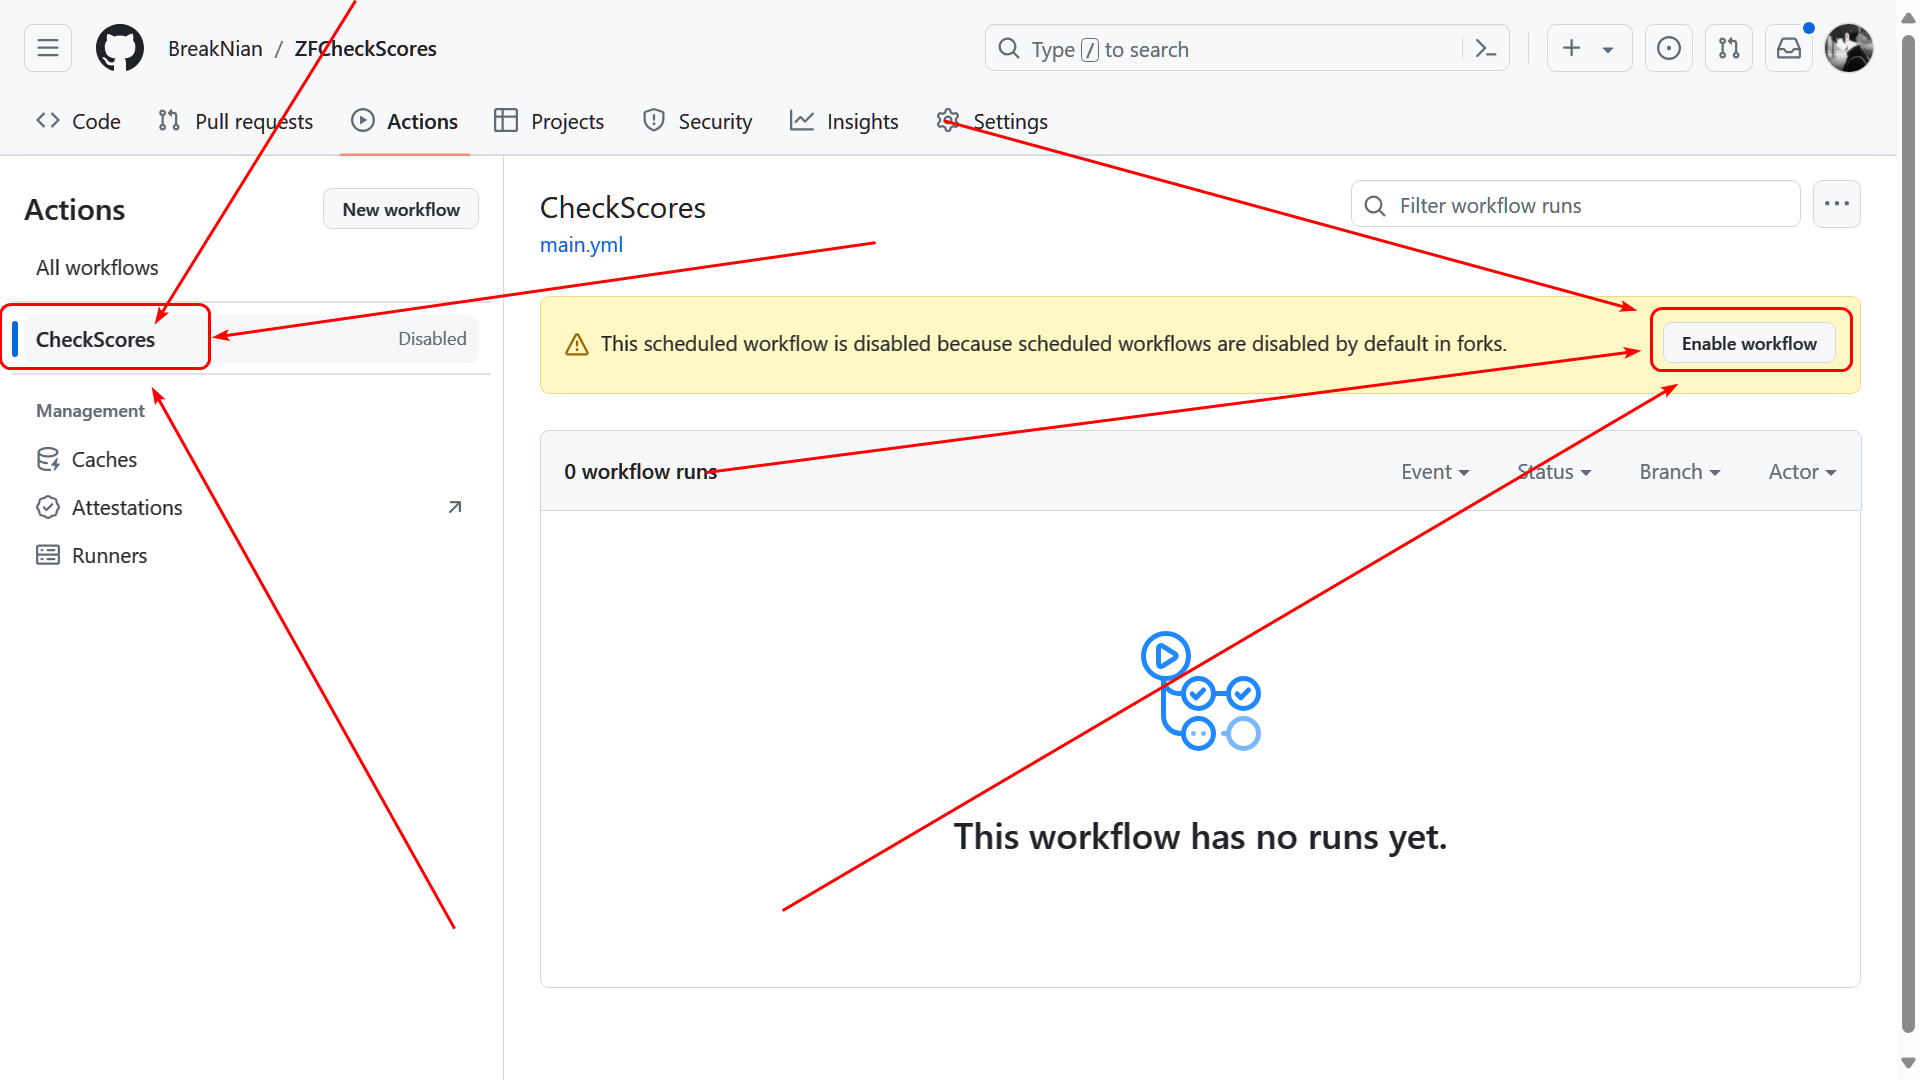 BreakNian / ZFCheckScores
Type / to search
Code
Pull requests
Actions
Projects
Security
Insights
Settings
Actions
New workflow
All workflows
CheckScores
Disabled
Management
Caches
Attestations
Runners
CheckScores
main.yml
Filter workflow runs
This scheduled workflow is disabled because scheduled workflows are disabled by default in forks.
Enable workflow
0 workflow runs
Event
Status
Branch
Actor
This workflow has no runs yet.